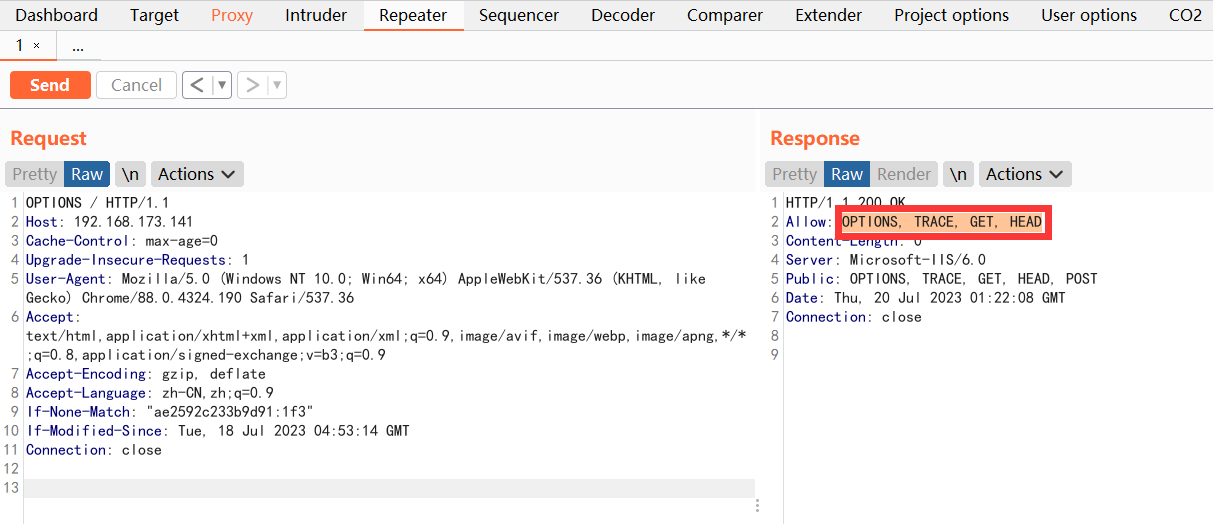 Dashboard Target Proxy Intruder Repeater Sequencer Decoder Comparer Extender Project options User options CO2
1 × ...
Send Cancel < ▼ > ▼
Request
Pretty Raw \n Actions
1 OPTIONS / HTTP/1.1
2 Host: 192.168.173.141
3 Cache-Control: max-age=0
4 Upgrade-Insecure-Requests: 1
5 User-Agent: Mozilla/5.0 (Windows NT 10.0; Win64; x64) AppleWebKit/537.36 (KHTML, like
Gecko) Chrome/88.0.4324.190 Safari/537.36
6 Accept:
text/html,application/xhtml+xml,application/xml;q=0.9,image/avif,image/webp,image/apng,*/*
;q=0.8,application/signed-exchange;v=b3;q=0.9
7 Accept-Encoding: gzip, deflate
8 Accept-Language: zh-CN,zh;q=0.9
9 If-None-Match: "ae2592c233b9d91:1f3"
10 If-Modified-Since: Tue, 18 Jul 2023 04:53:14 GMT
11 Connection: close
12
13
Response
Pretty Raw Render \n Actions
1 HTTP/1.1 200 OK
2 Allow: OPTIONS, TRACE, GET, HEAD
3 Content-Length: 0
4 Server: Microsoft-IIS/6.0
5 Public: OPTIONS, TRACE, GET, HEAD, POST
6 Date: Thu, 20 Jul 2023 01:22:08 GMT
7 Connection: close
8
9